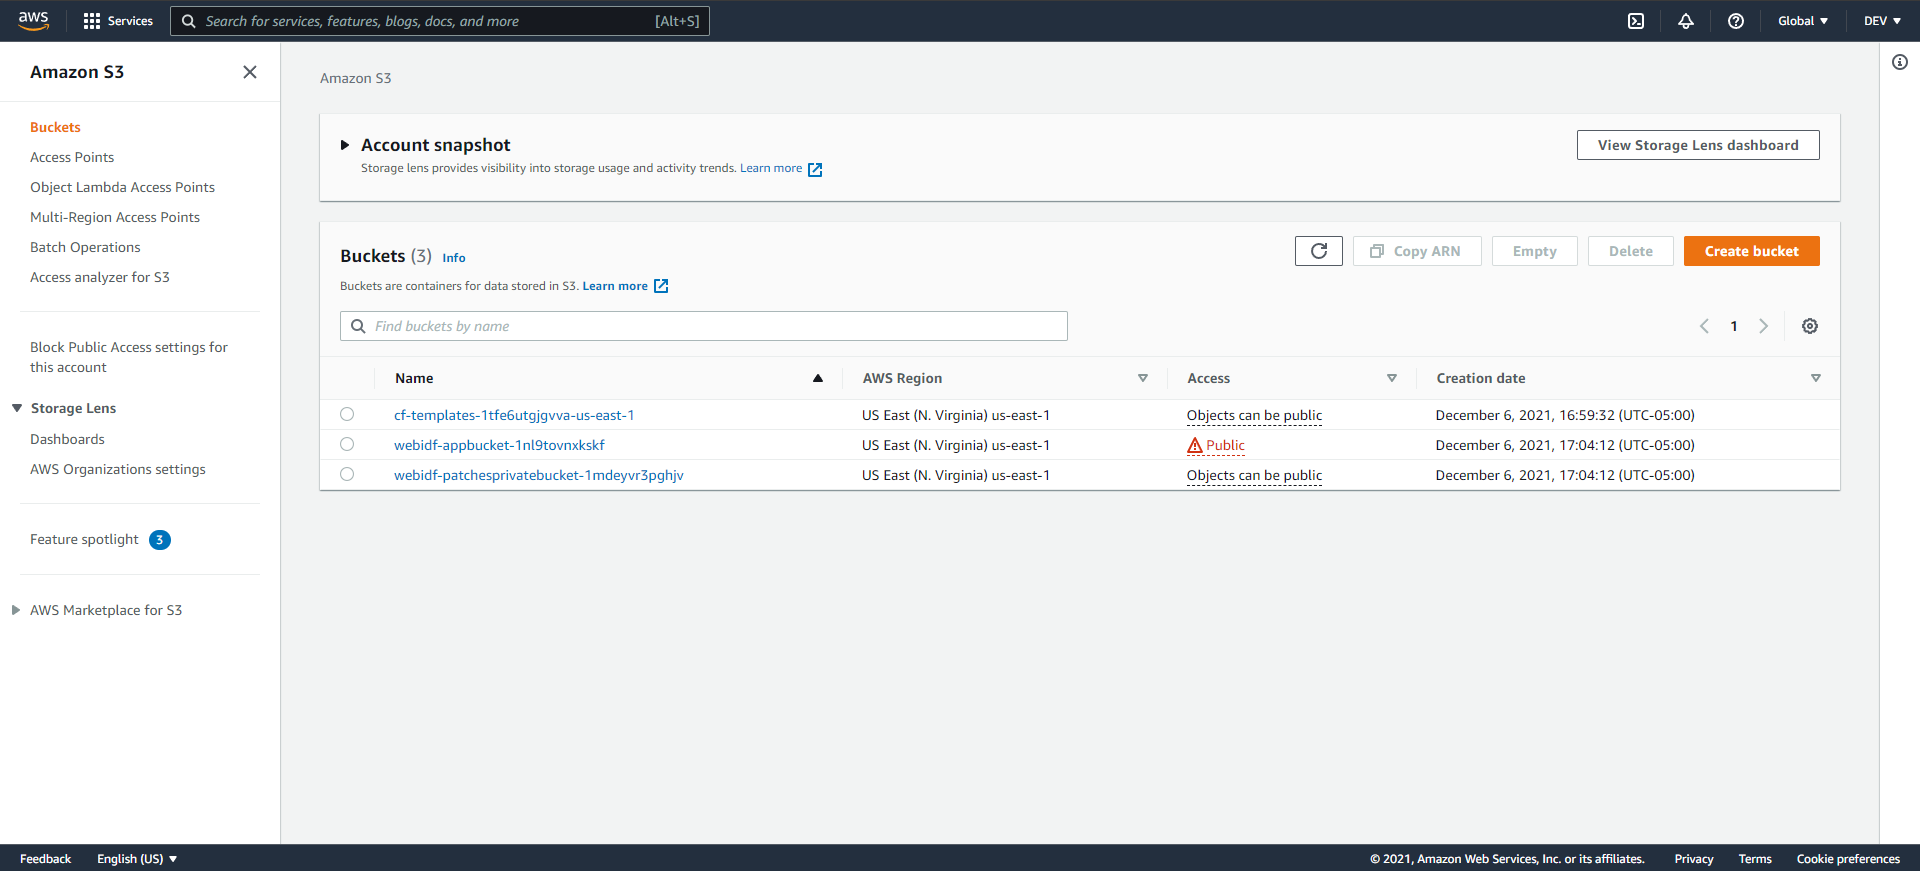 aws
Services
Search for services, features, blogs, docs, and more
[Alt+S]
Global
DEV
Amazon S3
Buckets
Access Points
Object Lambda Access Points
Multi-Region Access Points
Batch Operations
Access analyzer for S3
Block Public Access settings for
this account
Storage Lens
Dashboards
AWS Organizations settings
Feature spotlight 3
AWS Marketplace for S3
Amazon S3
Account snapshot
Storage lens provides visibility into storage usage and activity trends. Learn more
View Storage Lens dashboard
Buckets (3) Info
Buckets are containers for data stored in S3. Learn more
Copy ARN
Empty
Delete
Create bucket
Find buckets by name
1
Name AWS Region Access Creation date
cf-templates-1tfe6utgjgvva-us-east-1 US East (N. Virginia) us-east-1 Objects can be public December 6, 2021, 16:59:32 (UTC-05:00)
webidf-appbucket-1nl9tovnxkskf US East (N. Virginia) us-east-1 Public December 6, 2021, 17:04:12 (UTC-05:00)
webidf-patchesprivatebucket-1mdeyvr3pghjv US East (N. Virginia) us-east-1 Objects can be public December 6, 2021, 17:04:12 (UTC-05:00)
Feedback English (US) © 2021, Amazon Web Services, Inc. or its affiliates. Privacy Terms Cookie preferences